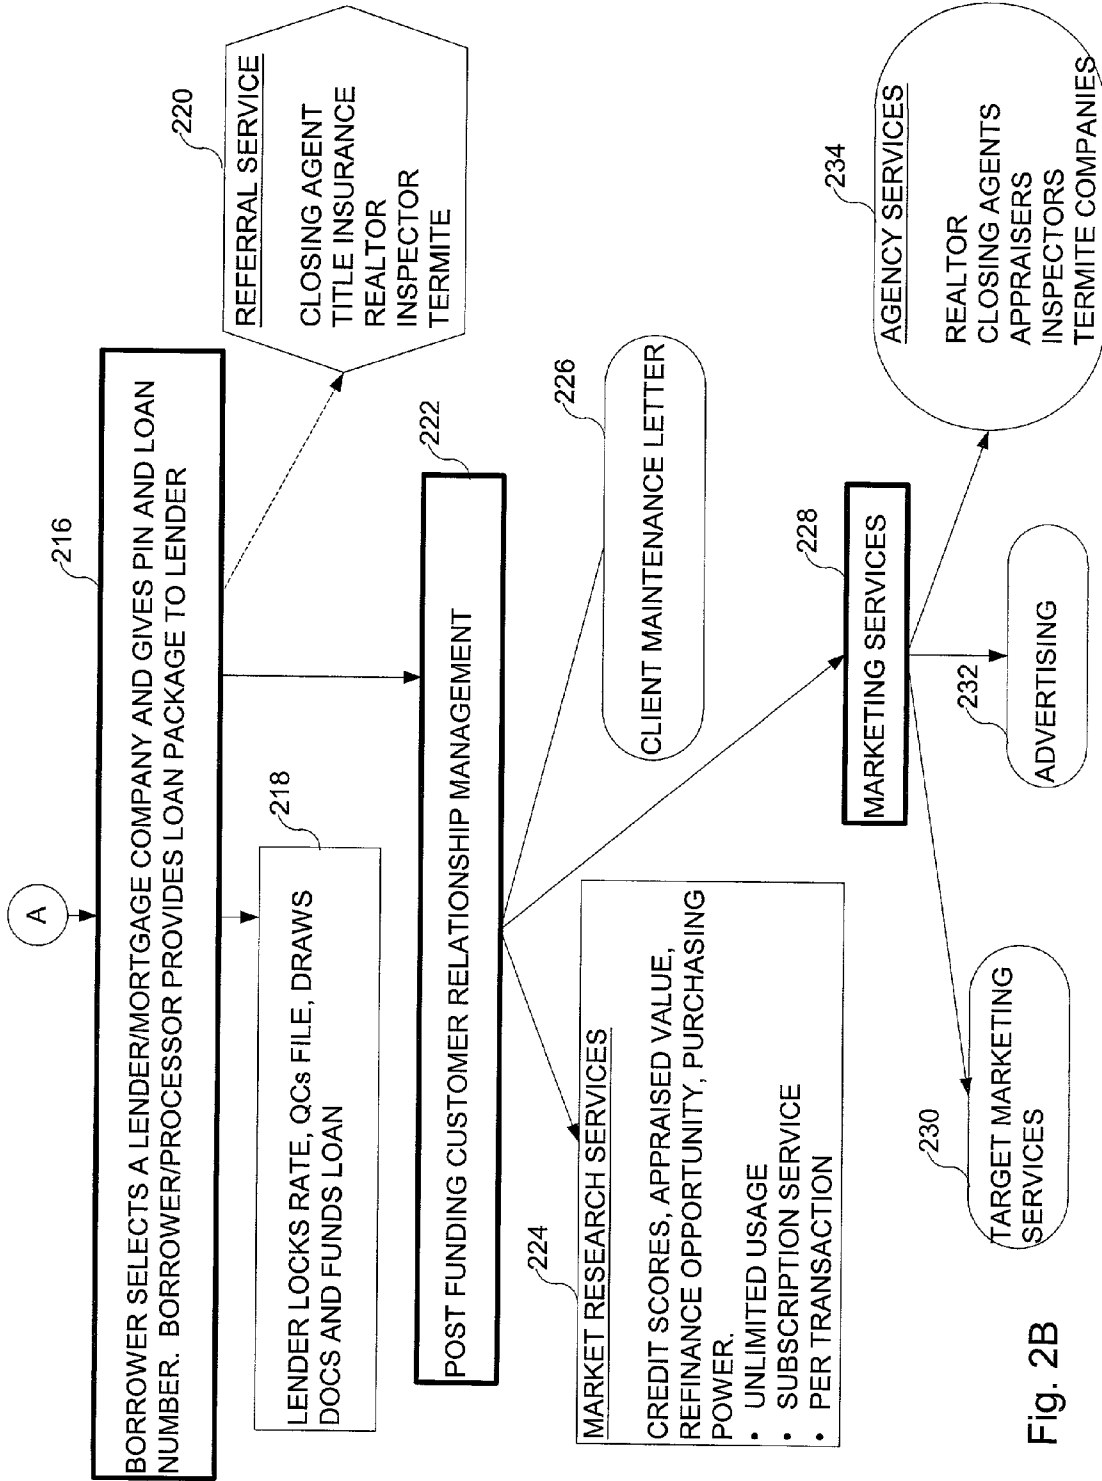 A
216
BORROWER SELECTS A LENDER/MORTGAGE COMPANY AND GIVES PIN AND LOAN
NUMBER. BORROWER/PROCESSOR PROVIDES LOAN PACKAGE TO LENDER
218
LENDER LOCKS RATE, QCs FILE, DRAWS
DOCS AND FUNDS LOAN
220
REFERRAL SERVICE
CLOSING AGENT
TITLE INSURANCE
REALTOR
INSPECTOR
TERMITE
222
POST FUNDING CUSTOMER RELATIONSHIP MANAGEMENT
224
MARKET RESEARCH SERVICES
CREDIT SCORES, APPRAISED VALUE,
REFINANCE OPPORTUNITY, PURCHASING
POWER.
• UNLIMITED USAGE
• SUBSCRIPTION SERVICE
• PER TRANSACTION
226
CLIENT MAINTENANCE LETTER
228
MARKETING SERVICES
230
TARGET MARKETING
SERVICES
232
ADVERTISING
234
AGENCY SERVICES
REALTOR
CLOSING AGENTS
APPRAISERS
INSPECTORS
TERMITE COMPANIES
Fig. 2B